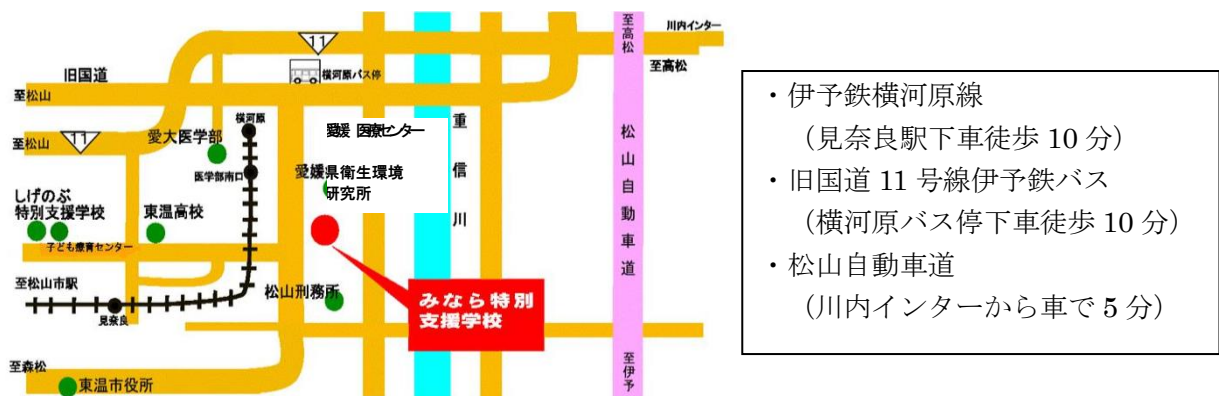 至高松
川内インター
至高松
11
横河原バス停
旧国道
至松山
11
至松山
愛大医学部
横河原
愛媛医療センター
重信川
松山自動車道
医学部南口
愛媛県衛生環境
研究所
しげのぶ
特別支援学校
東温高校
子ども療育センター
至松山市駅
見奈良
松山刑務所
みなら特別
支援学校
至森松
東温市役所
至伊予
・伊予鉄横河原線
（見奈良駅下車徒歩 10 分）
・旧国道 11 号線伊予鉄バス
（横河原バス停下車徒歩 10 分）
・松山自動車道
（川内インターから車で 5 分）